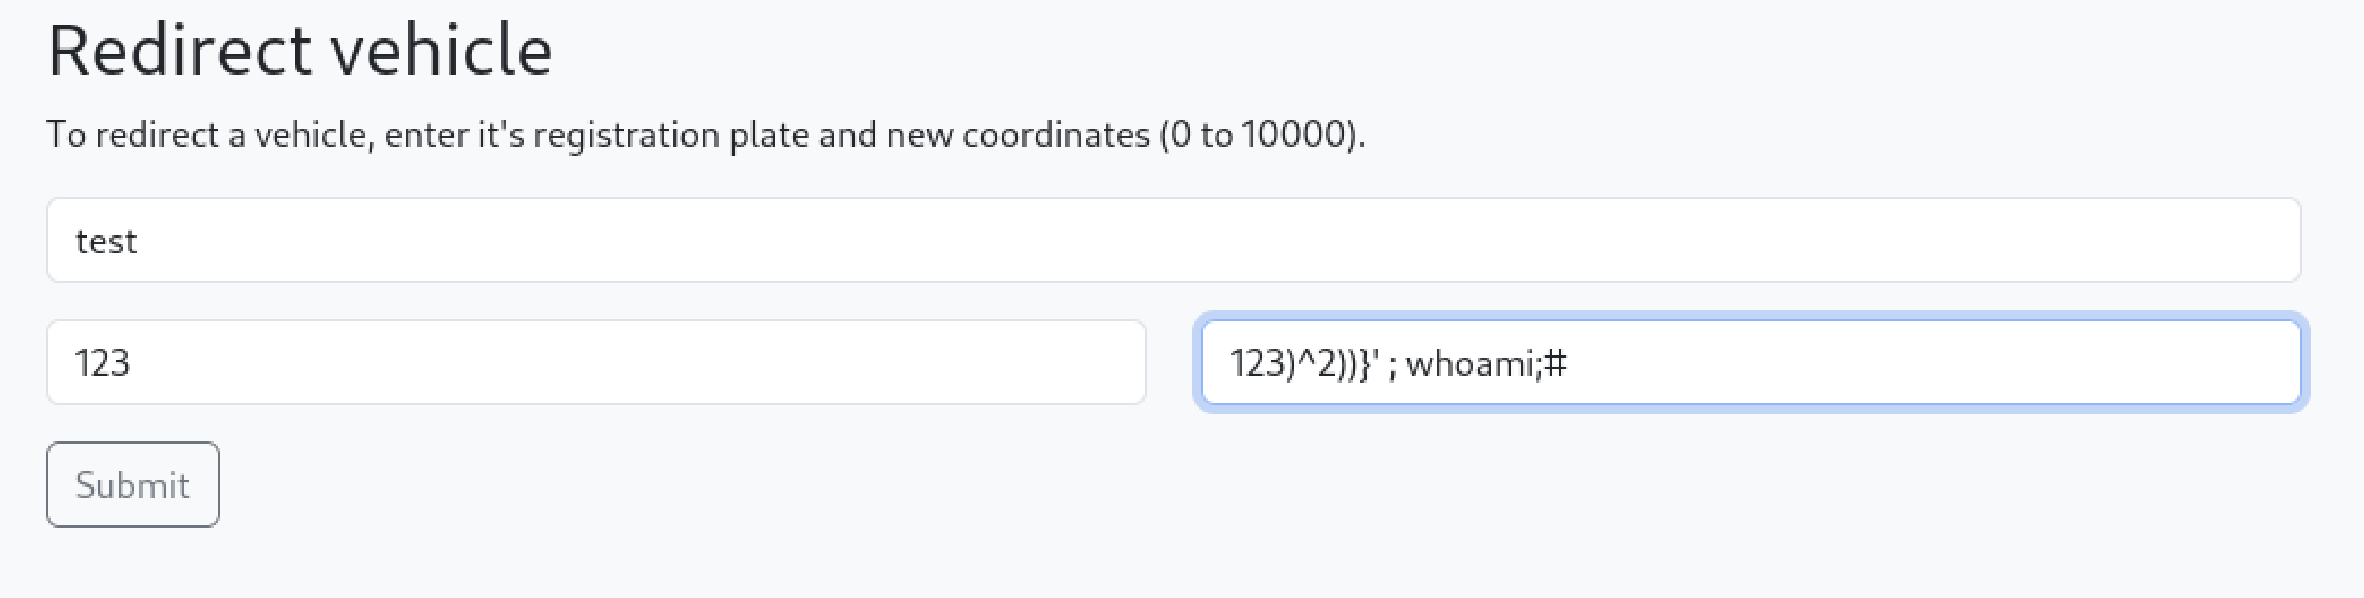 Redirect vehicle
To redirect a vehicle, enter it's registration plate and new coordinates (0 to 10000).
test
123
123)^2))}' ; whoami;#
Submit